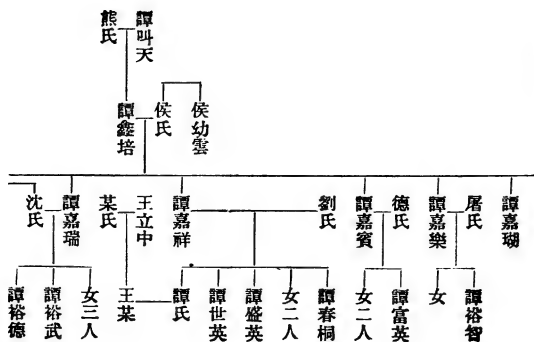 譚叫天
熊氏
侯幼雲
侯氏
譚鑫培
譚嘉瑚
屠氏
譚嘉樂
德氏
譚嘉賓
劉氏
譚嘉祥
王立中
某氏
譚嘉瑞
沈氏
譚裕智
女
譚富英
女二人
譚春桐
女二人
譚盛英
譚世英
譚氏
王某
女三人
譚裕武
譚裕德